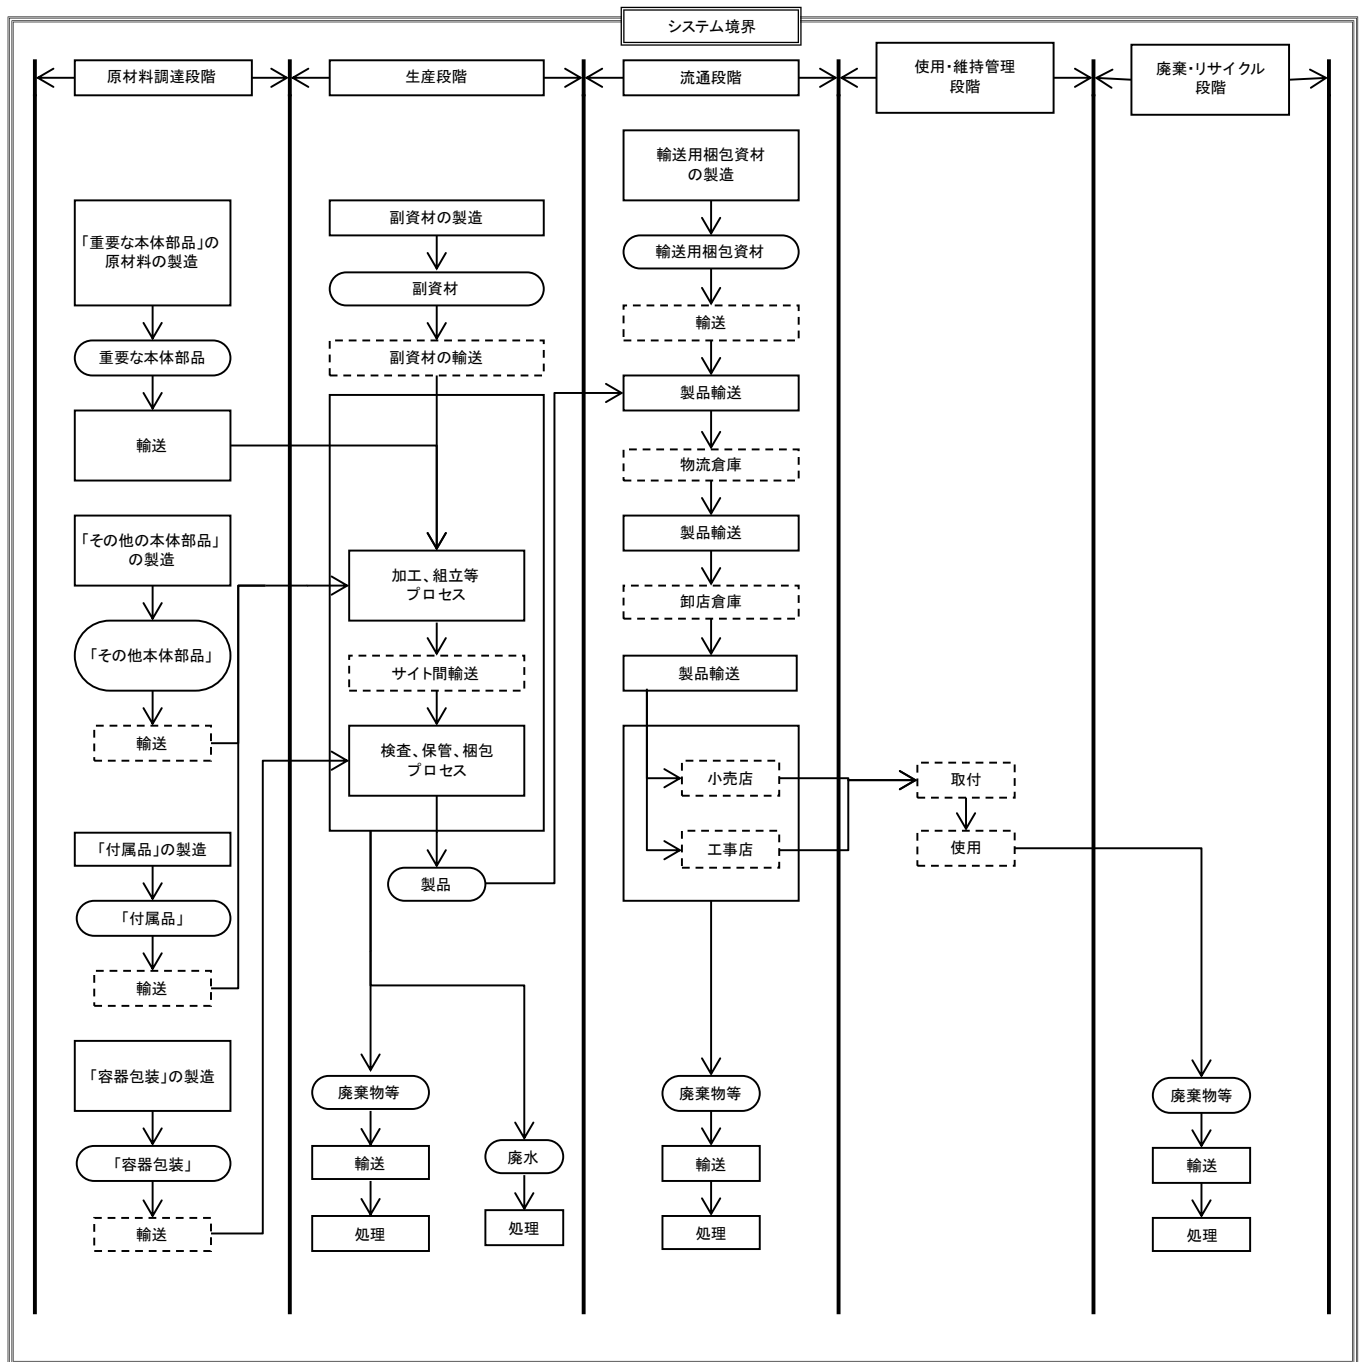 システム境界
原材料調達段階
生産段階
流通段階
使用・維持管理
段階
廃棄・リサイクル
段階
「重要な本体部品」の
原材料の製造
重要な本体部品
輸送
「その他の本体部品」
の製造
「その他本体部品」
輸送
「付属品」の製造
「付属品」
輸送
「容器包装」の製造
「容器包装」
輸送
副資材の製造
副資材
副資材の輸送
加工、組立等
プロセス
サイト間輸送
検査、保管、梱包
プロセス
製品
廃棄物等
輸送
処理
廃水
処理
輸送用梱包資材
の製造
輸送用梱包資材
輸送
製品輸送
物流倉庫
製品輸送
卸店倉庫
製品輸送
小売店
工事店
廃棄物等
輸送
処理
取付
使用
廃棄物等
輸送
処理